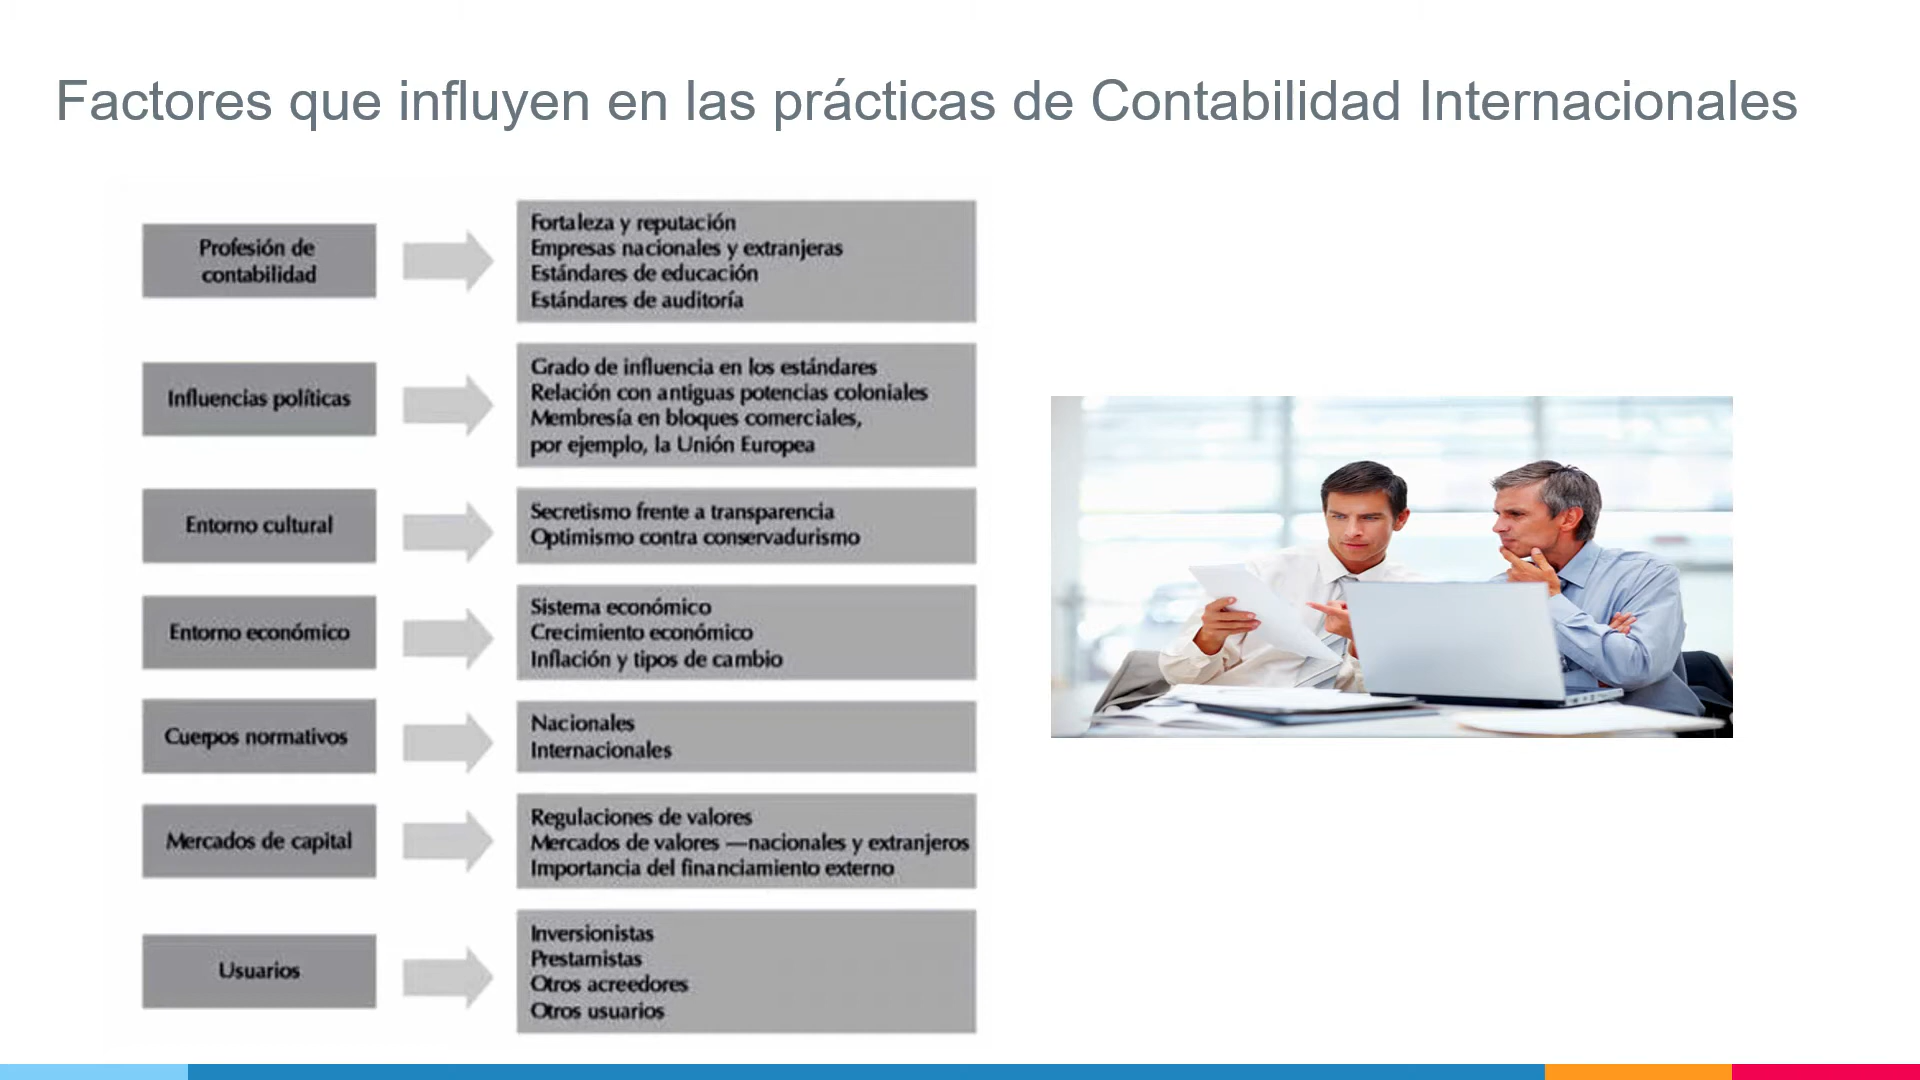 Factores que influyen en las prácticas de Contabilidad Internacionales
Profesión de
contabilidad
Fortaleza y reputación
Empresas nacionales y extranjeras
Estándares de educación
Estándares de auditoría
Influencias políticas
Grado de influencia en los estándares
Relación con antiguas potencias coloniales
Membresía en bloques comerciales,
por ejemplo, la Unión Europea
Entorno cultural
Secretismo frente a transparencia
Optimismo contra conservadurismo
Entorno económico
Sistema económico
Crecimiento económico
Inflación y tipos de cambio
Cuerpos normativos
Nacionales
Internacionales
Mercados de capital
Regulaciones de valores
Mercados de valores —nacionales y extranjeros
Importancia del financiamiento externo
Usuarios
Inversionistas
Prestamistas
Otros acreedores
Otros usuarios